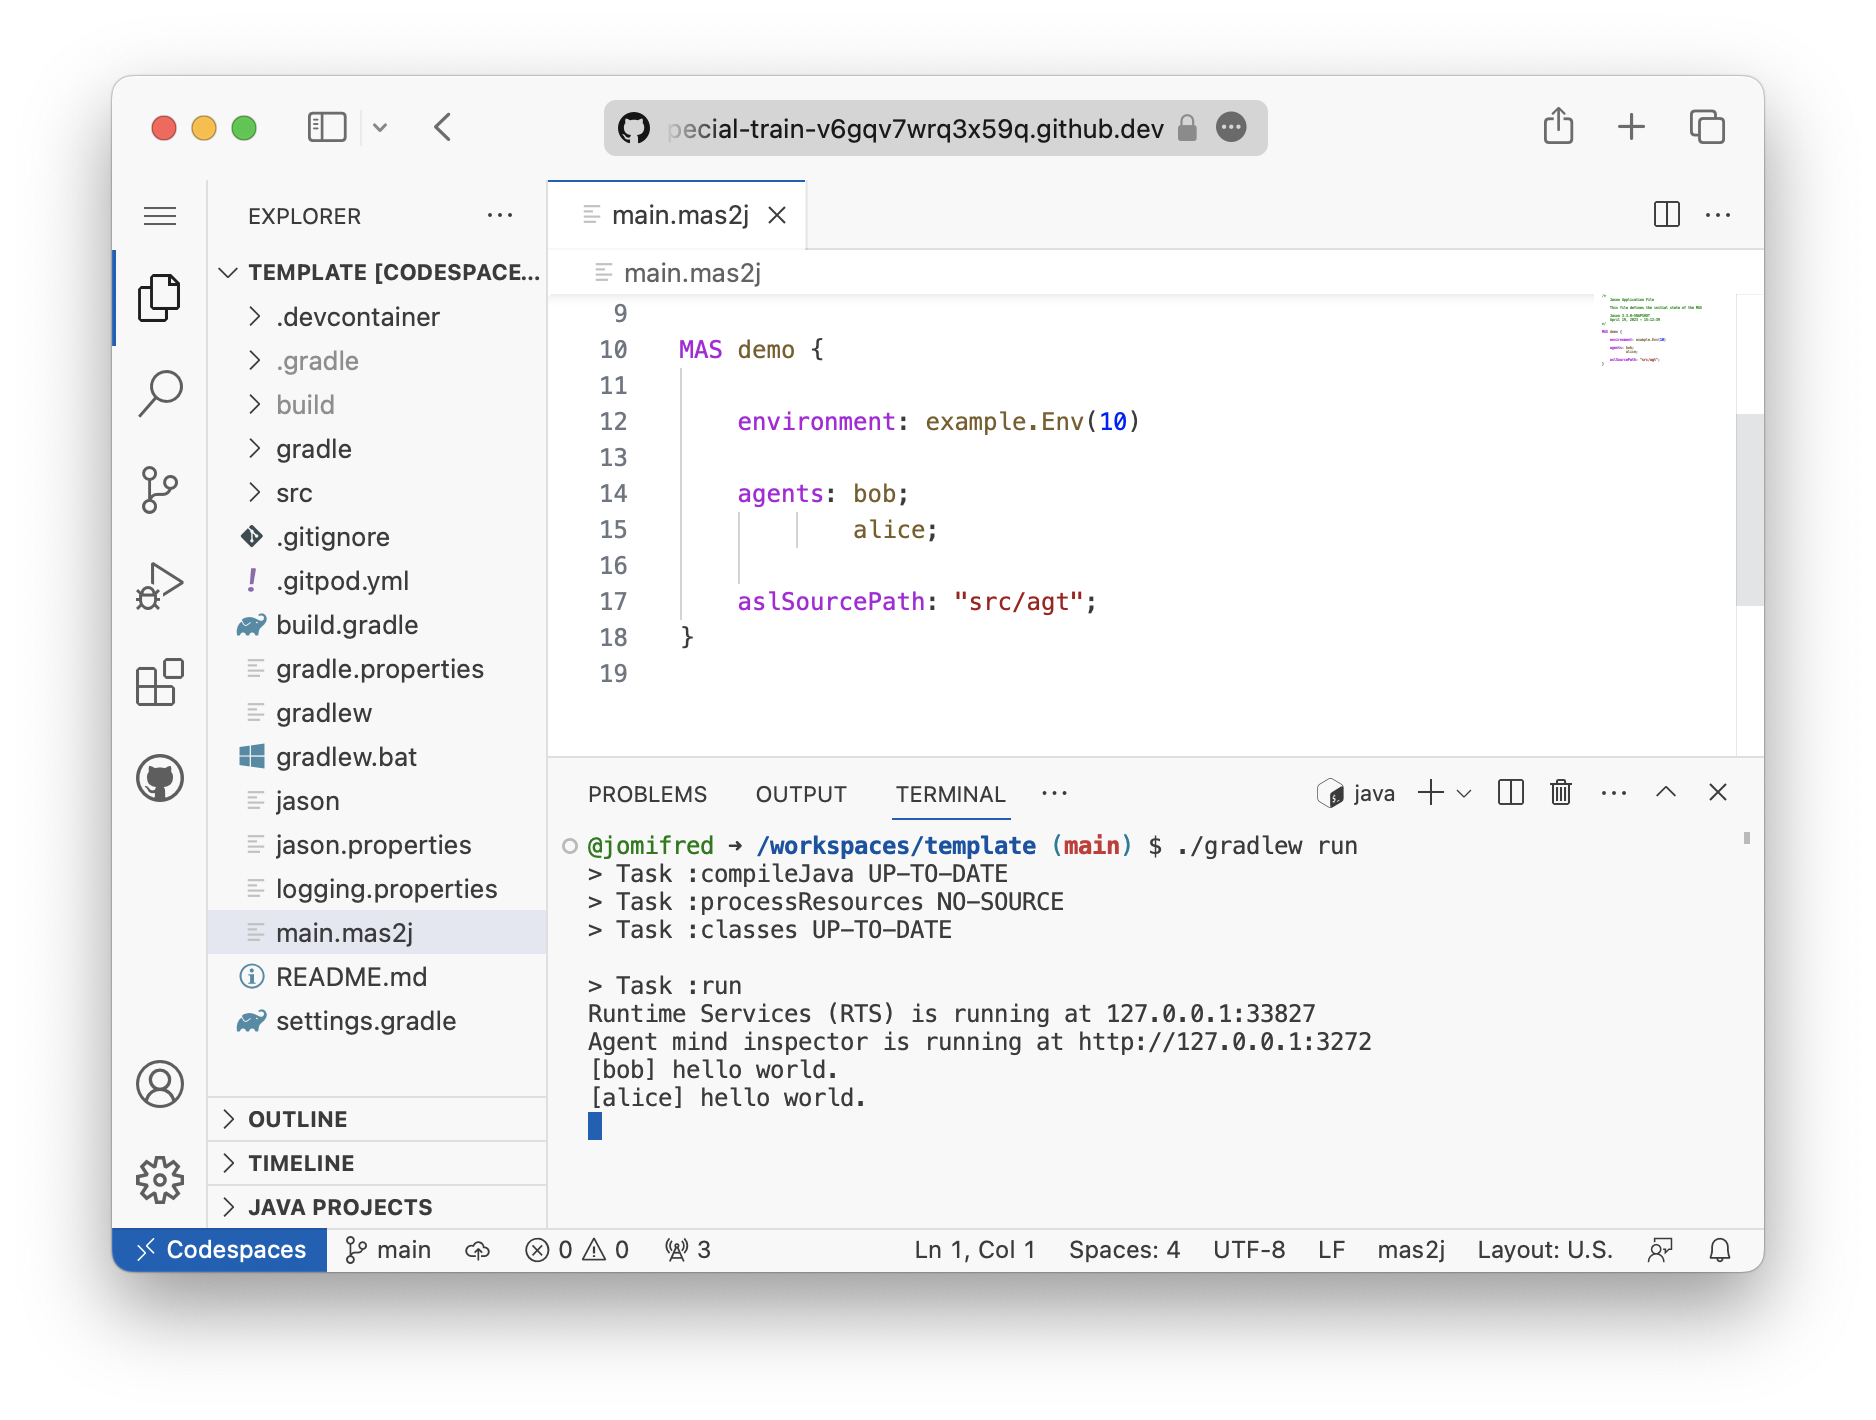 pecial-train-v6gqv7wrq3x59q.github.dev
EXPLORER
TEMPLATE [CODESPACE...
.devcontainer
.gradle
build
gradle
src
.gitignore
.gitpod.yml
build.gradle
gradle.properties
gradlew
gradlew.bat
jason
jason.properties
logging.properties
main.mas2j
README.md
settings.gradle
OUTLINE
TIMELINE
JAVA PROJECTS
main.mas2j
main.mas2j
9
10 MAS demo {
11
12 environment: example.Env(10)
13
14 agents: bob;
15 alice;
16
17 aslSourcePath: "src/agt";
18 }
19
PROBLEMS OUTPUT TERMINAL java
@jomifred → /workspaces/template (main) $ ./gradlew run
> Task :compileJava UP-TO-DATE
> Task :processResources NO-SOURCE
> Task :classes UP-TO-DATE
> Task :run
Runtime Services (RTS) is running at 127.0.0.1:33827
Agent mind inspector is running at http://127.0.0.1:3272
[bob] hello world.
[alice] hello world.
Codespaces main 0 0 3 Ln 1, Col 1 Spaces: 4 UTF-8 LF mas2j Layout: U.S.